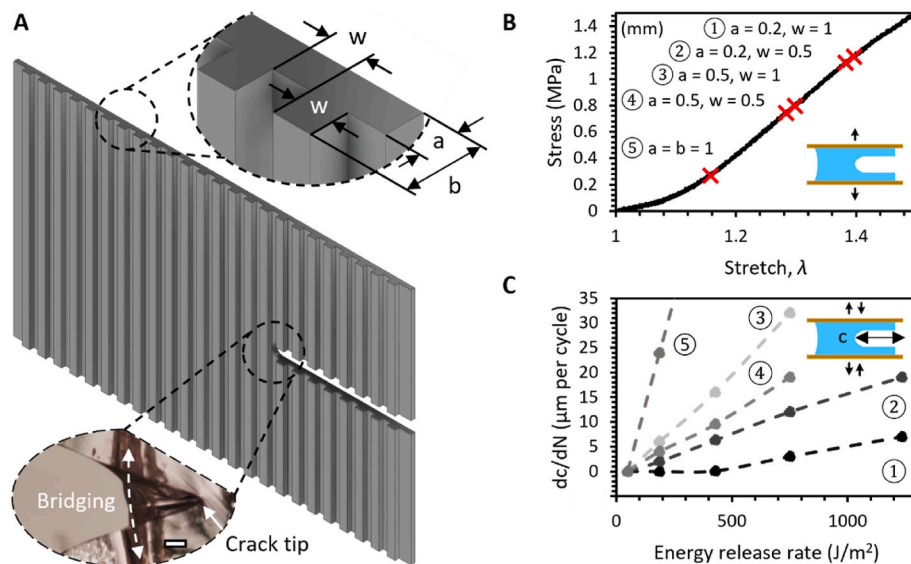 A
w
w
a
b
Bridging
Crack tip
B
(mm)
① a = 0.2, w = 1
② a = 0.2, w = 0.5
③ a = 0.5, w = 1
④ a = 0.5, w = 0.5
⑤ a = b = 1
Stress (MPa)
1.4
1.2
1
0.8
0.6
0.4
0.2
0
1
1.2
1.4
Stretch, λ
C
dc/dN (μm per cycle)
35
30
25
20
15
10
5
0
⑤
③
④
②
①
c
0
500
1000
Energy release rate (J/m²)